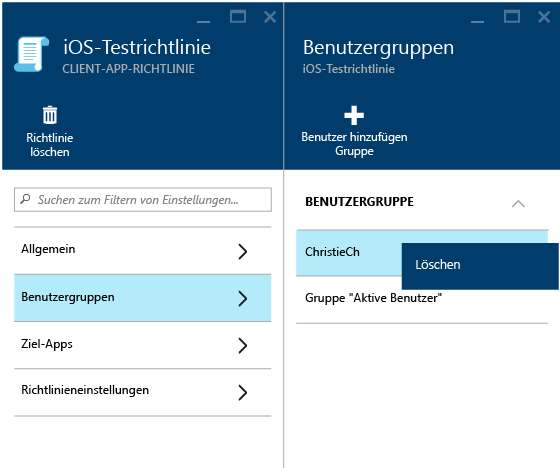 iOS-Testrichtlinie
CLIENT-APP-RICHTLINIE
Richtlinie
löschen
Suchen zum Filtern von Einstellungen...
Allgemein
Benutzergruppen
Ziel-Apps
Richtlinieneinstellungen
Benutzergruppen
iOS-Testrichtlinie
Benutzer hinzufügen
Gruppe
BENUTZERGRUPPE
ChristieCh
Löschen
Gruppe "Aktive Benutzer"